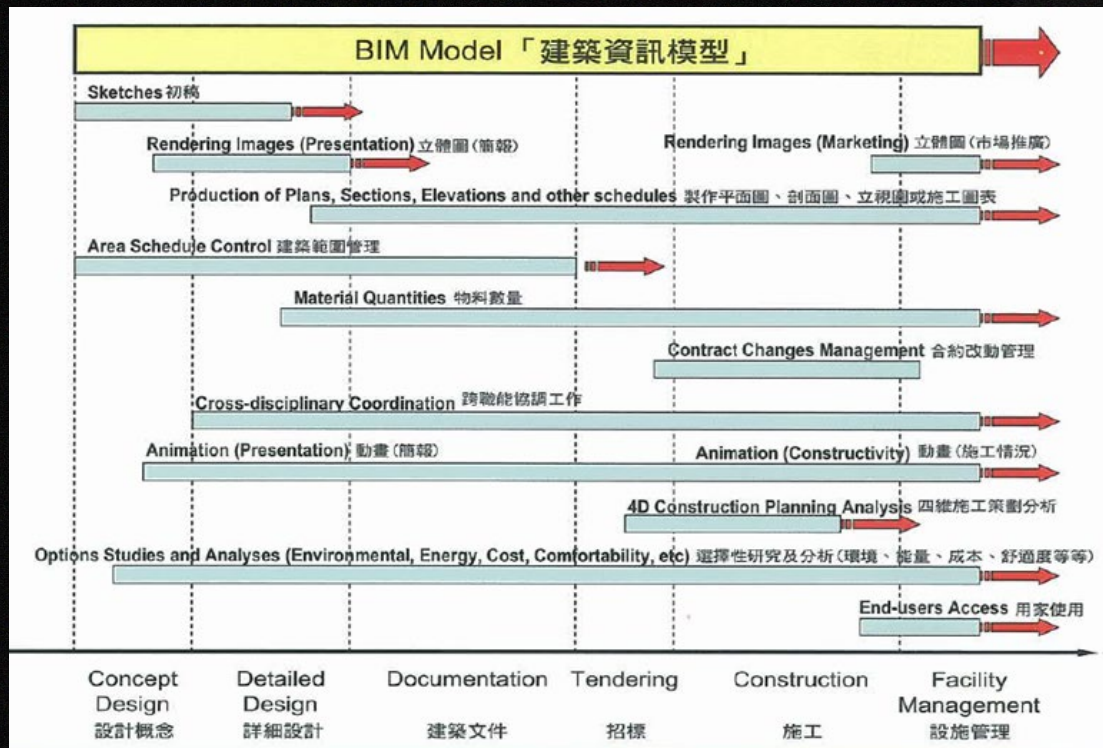 BIM Model「建築資訊模型」
Sketches 初稿
Rendering Images (Presentation) 立體圖(簡報)
Rendering Images (Marketing) 立體圖(市場推廣)
Production of Plans, Sections, Elevations and other schedules 製作平面圖、剖面圖、立視圖或施工圖表
Area Schedule Control 建築範圍管理
Material Quantities 物料數量
Contract Changes Management 合約改動管理
Cross-disciplinary Coordination 跨職能協調工作
Animation (Presentation) 動畫(簡報)
Animation (Constructivity) 動畫(施工情況)
4D Construction Planning Analysis 四維施工策劃分析
Options Studies and Analyses (Environmental, Energy, Cost, Comfortability, etc) 選擇性研究及分析(環境、能量、成本、舒適度等等)
End-users Access 用家使用
Concept
Design
設計概念
Detailed
Design
詳細設計
Documentation
建築文件
Tendering
招標
Construction
施工
Facility
Management
設施管理